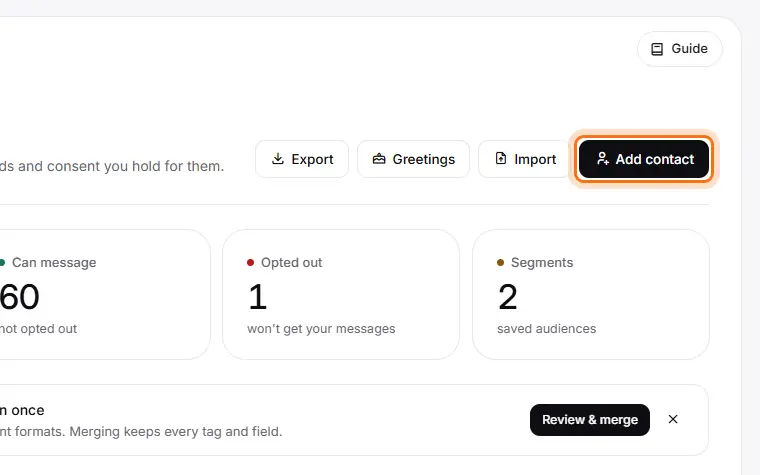 Guide
ds and consent you hold for them.
Export
Greetings
Import
Add contact
Can message
Opted out
Segments
60
1
2
not opted out
won't get your messages
saved audiences
n once
nt formats. Merging keeps every tag and field.
Review & merge